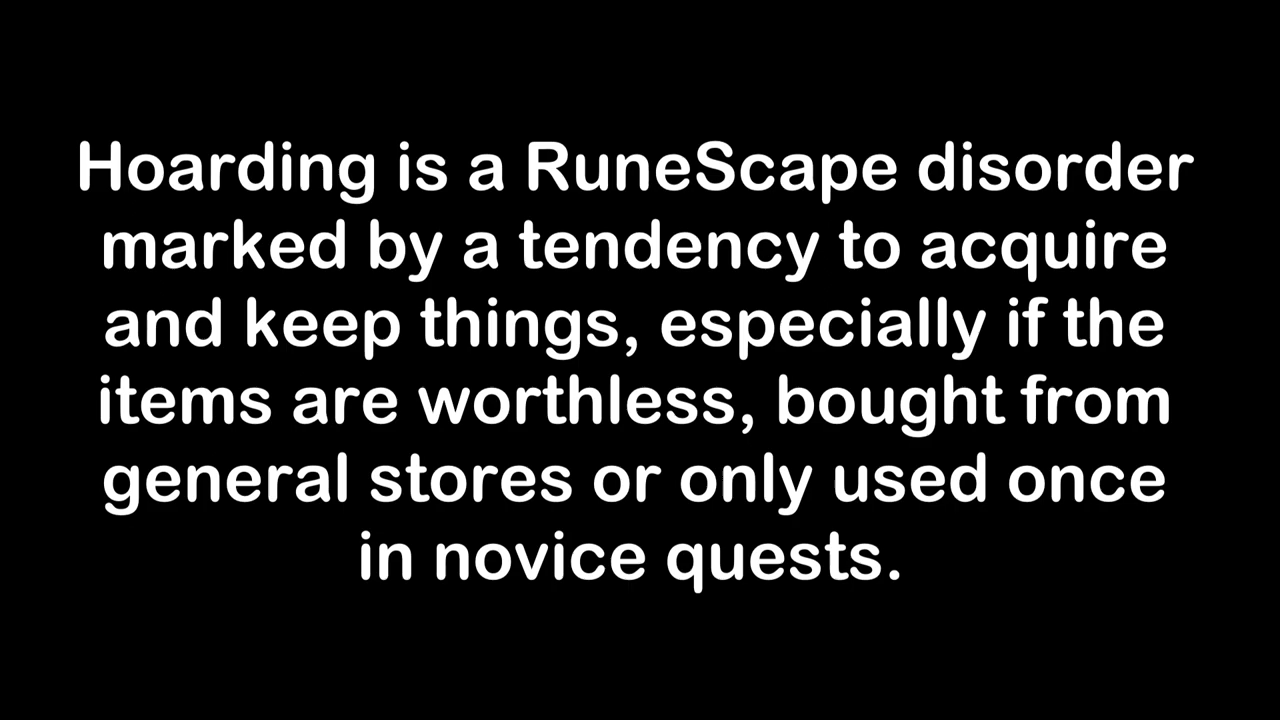 Hoarding is a RuneScape disorder
marked by a tendency to acquire
and keep things, especially if the
items are worthless, bought from
general stores or only used once
in novice quests.